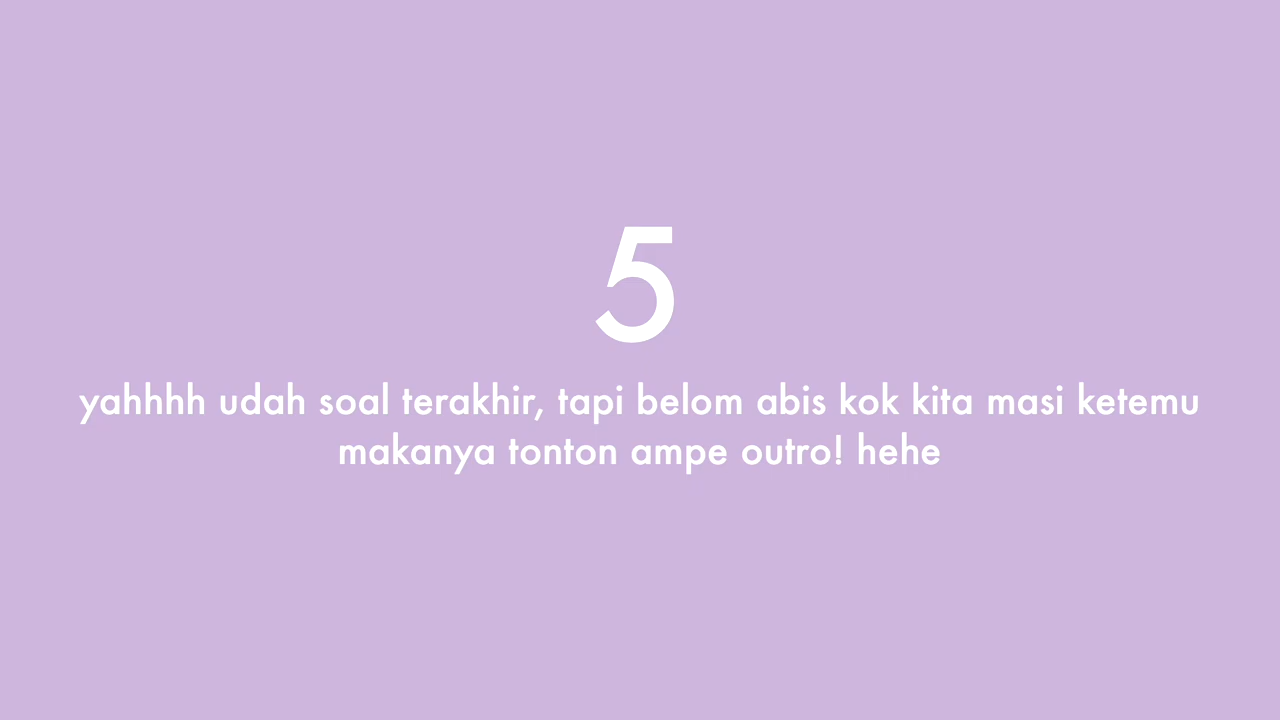 5
yahhhh udah soal terakhir, tapi belom abis kok kita masi ketemu
makanya tonton ampe outro! hehe